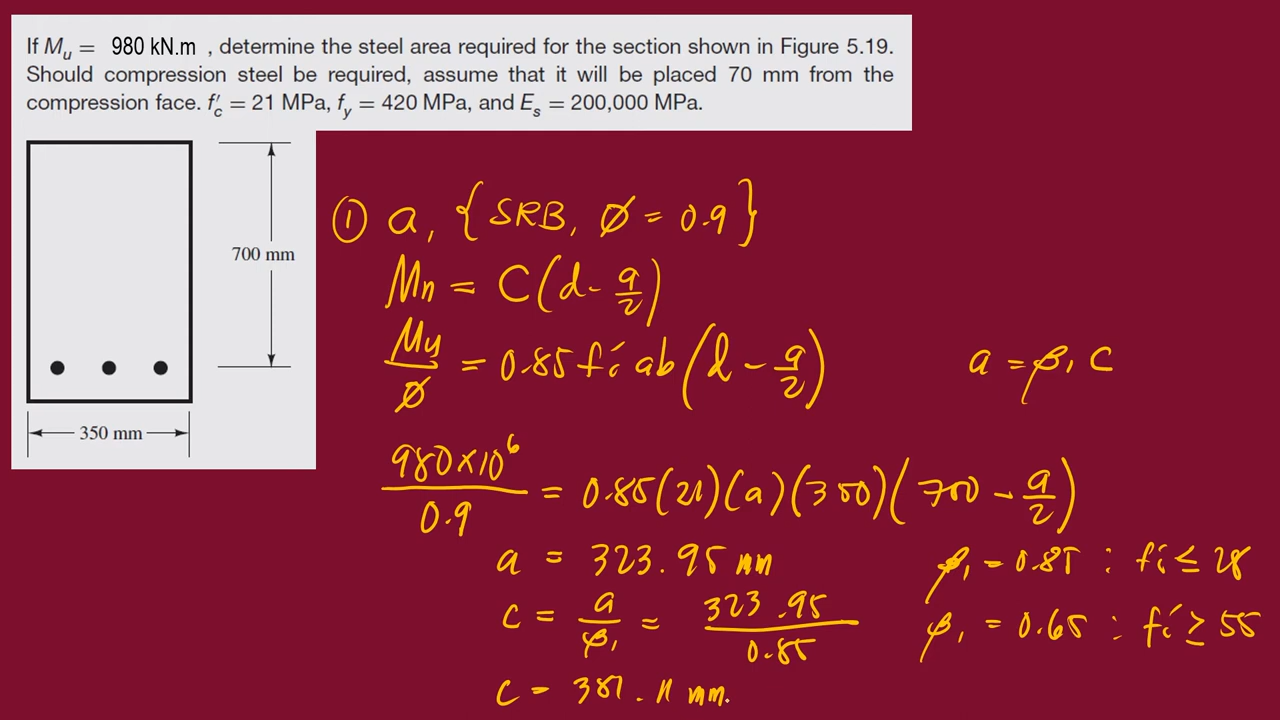 If Mu = 980 kN.m , determine the steel area required for the section shown in Figure 5.19.
Should compression steel be required, assume that it will be placed 70 mm from the
compression face. f′c = 21 MPa, fy = 420 MPa, and Es = 200,000 MPa.
700 mm
350 mm
① a, {SRB, Ø = 0.9}
Mn = C(d - a/2)
Mu/Ø = 0.85 fc' ab (d - a/2)
a = β1 C
980×10^6/0.9 = 0.85(21)(a)(350)(700 - a/2)
a = 323.95 mm
β1 = 0.85 : fc' ≤ 28
C = a/β1 = 323.95/0.85
β1 = 0.65 : fc' ≥ 55
C = 381.11 mm.